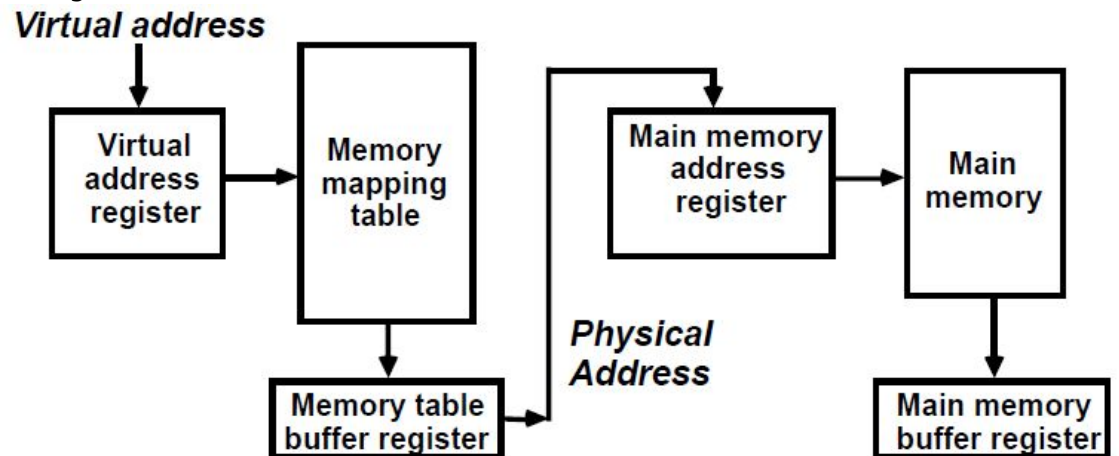 Virtual address
Virtual
address
register
Memory
mapping
table
Memory table
buffer register
Physical
Address
Main memory
address
register
Main
memory
Main memory
buffer register